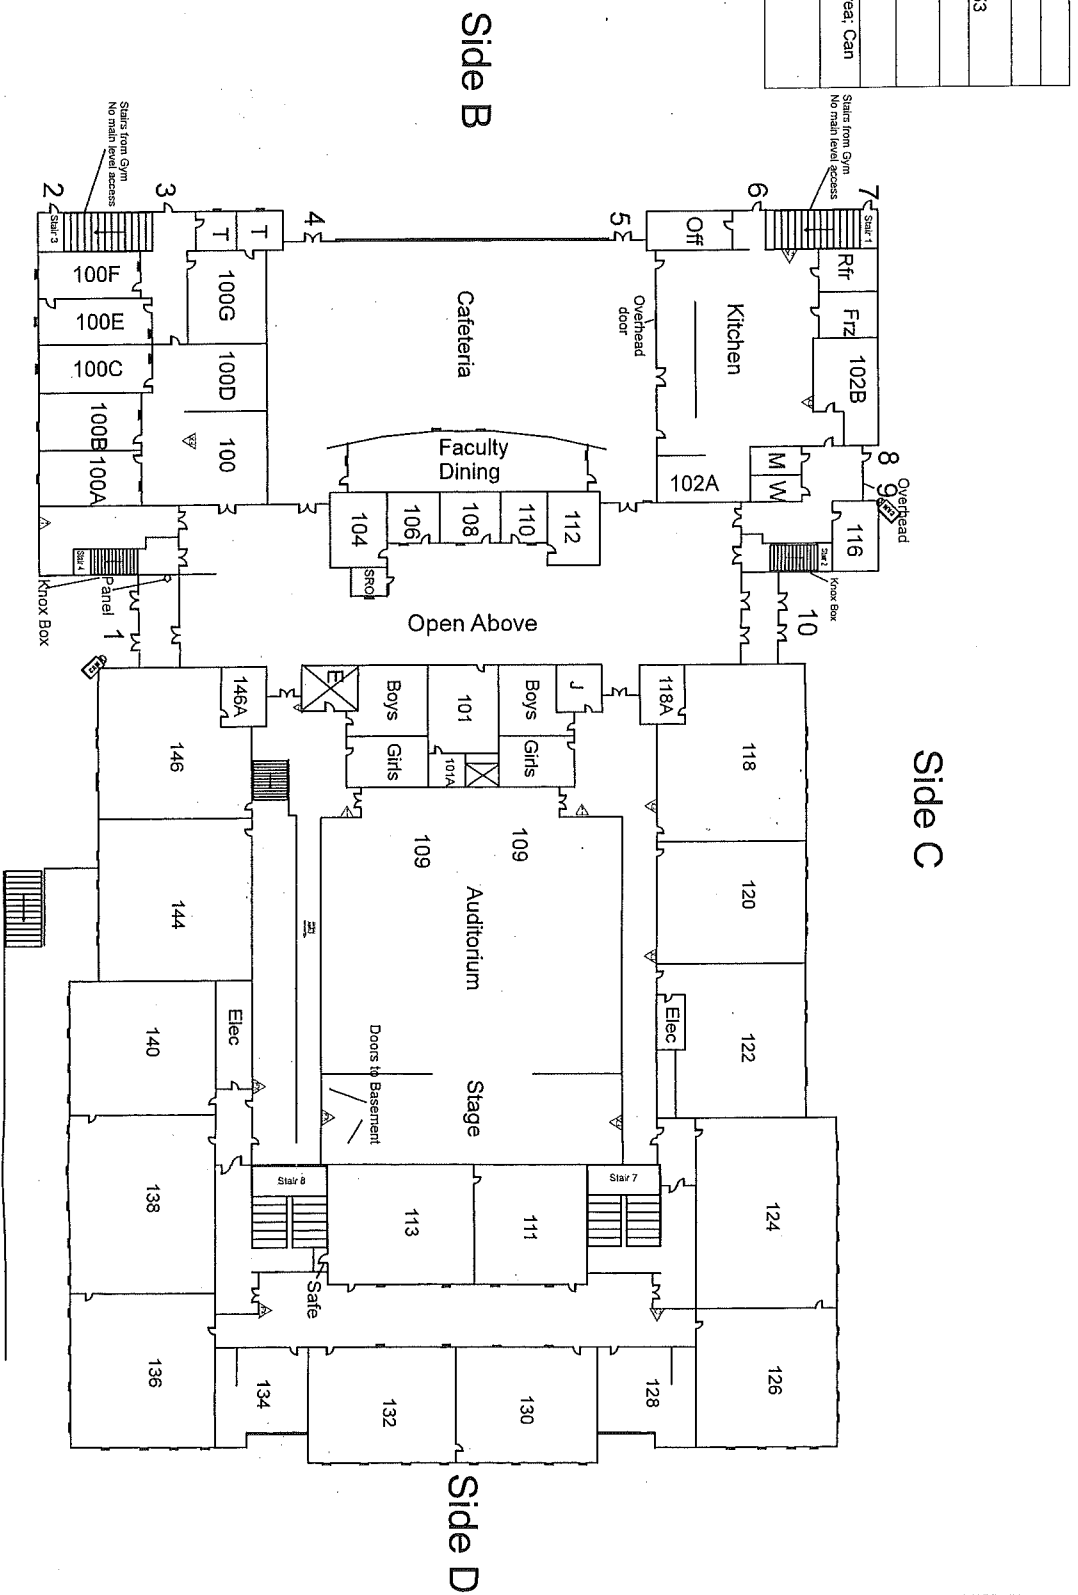 63
ea; Can
Side B
Side C
Side D
Stairs from Gym
No main level access
Stairs from Gym
No main level access
2
3
4
5
6
7
Stair 3
T
T
Off
Stair 1
100F
100E
100C
100B
100A
100G
100D
100
Cafeteria
Overhead
door
Kitchen
Rfr
Frz
102B
Faculty
Dining
102A
M
W
8
9
Overhead
104
106
108
110
112
116
SRO
Stair 4
Stair 2
Knox Box
Panel
Knox Box
1
10
Open Above
146A
E
Boys
101
Boys
J
118A
146
Girls
101A
Girls
118
144
109
109
Auditorium
120
Elec
Elec
140
122
Doors to Basement
Stage
138
Stair 8
113
111
Stair 7
124
Safe
136
134
132
130
128
126